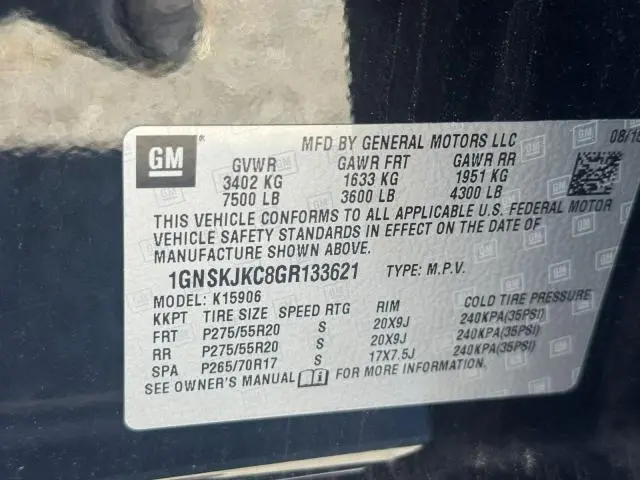 GM
MFD BY GENERAL MOTORS LLC 08/15
GVWR GAWR FRT GAWR RR
3402 KG 1633 KG 1951 KG
7500 LB 3600 LB 4300 LB
THIS VEHICLE CONFORMS TO ALL APPLICABLE U.S. FEDERAL MOTOR
VEHICLE SAFETY STANDARDS IN EFFECT ON THE DATE OF
MANUFACTURE SHOWN ABOVE.
1GNSKJKC8GR133621 TYPE: M.P.V.
MODEL: K15906
KKPT TIRE SIZE SPEED RTG RIM COLD TIRE PRESSURE
FRT P275/55R20 S 20X9J 240KPA(35PSI)
RR P275/55R20 S 20X9J 240KPA(35PSI)
SPA P265/70R17 S 17X7.5J 240KPA(35PSI)
SEE OWNER'S MANUAL FOR MORE INFORMATION.